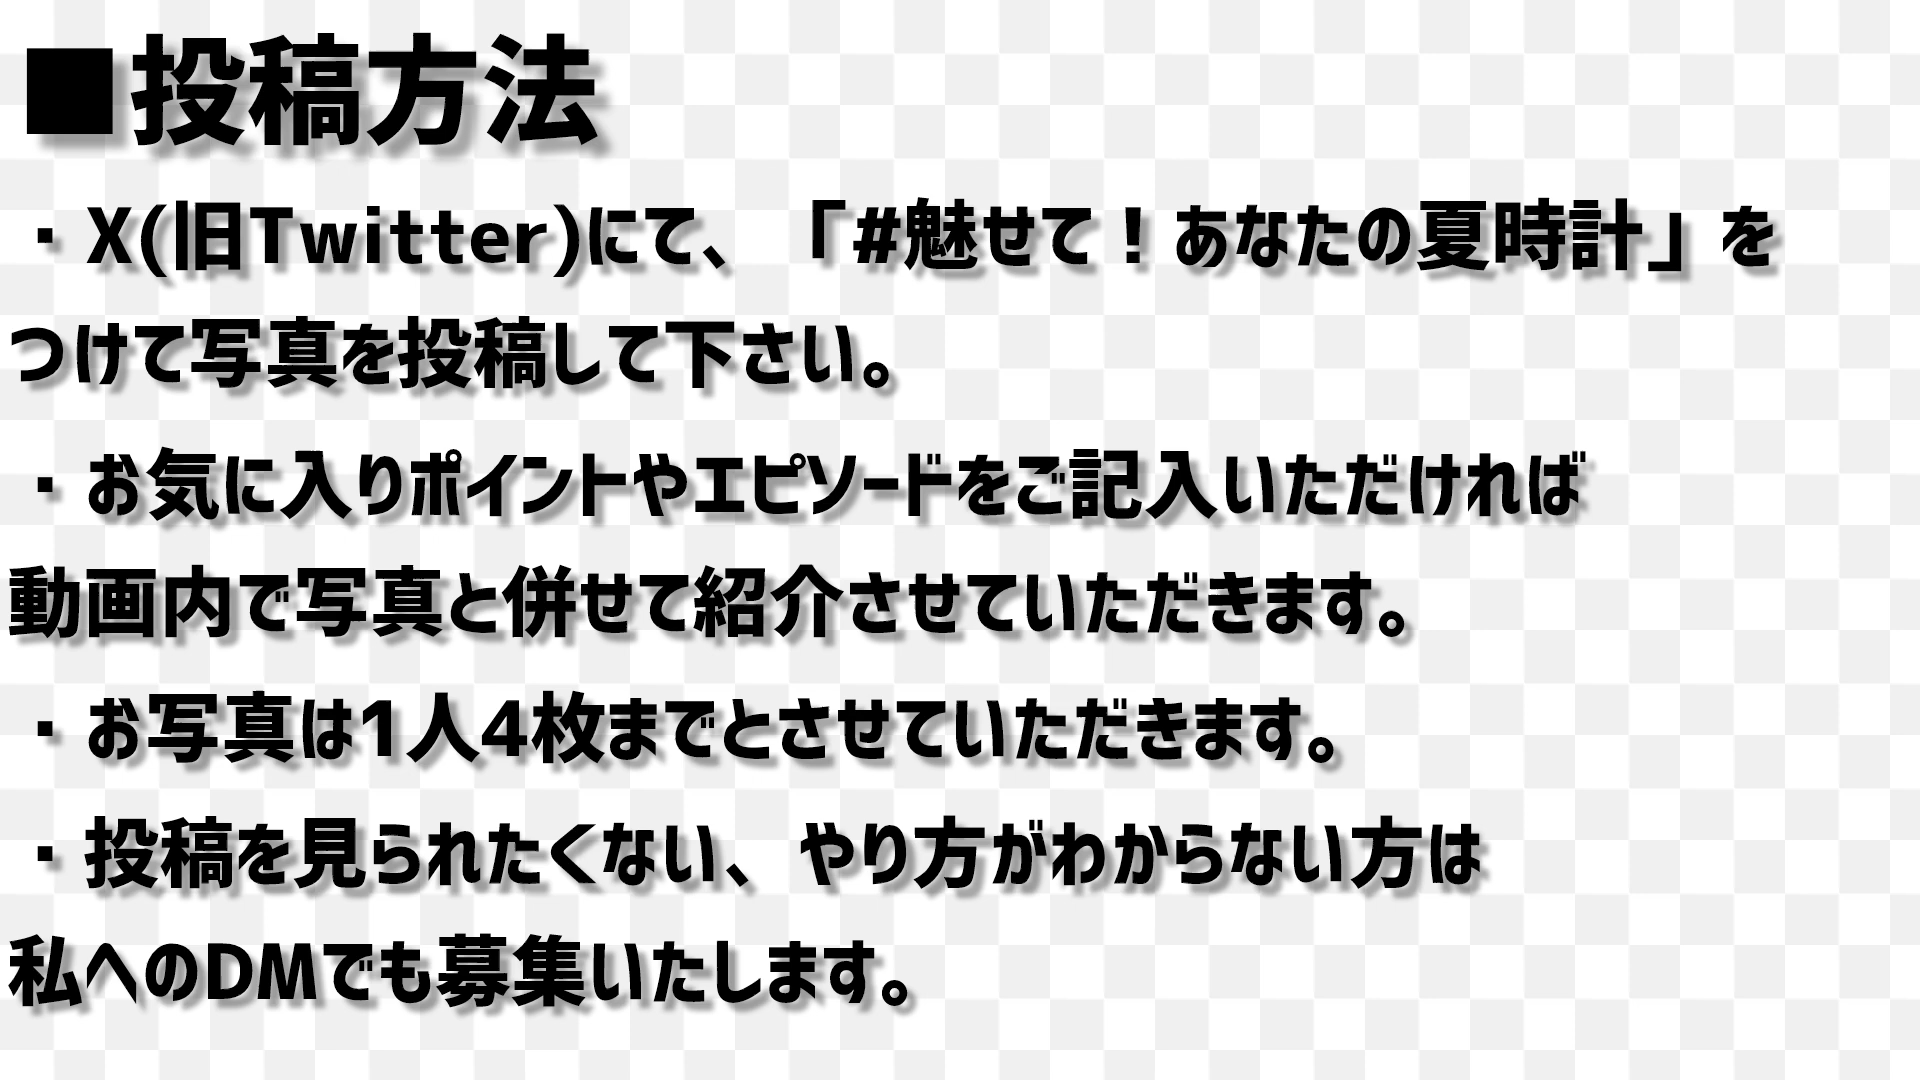 ■投稿方法
・X(旧Twitter)にて、「#魅せて！あなたの夏時計」を
つけて写真を投稿して下さい。
・お気に入りポイントやエピソードをご記入いただければ
動画内で写真と併せて紹介させていただきます。
・お写真は1人4枚までとさせていただきます。
・投稿を見られたくない、やり方がわからない方は
私へのDMでも募集いたします。